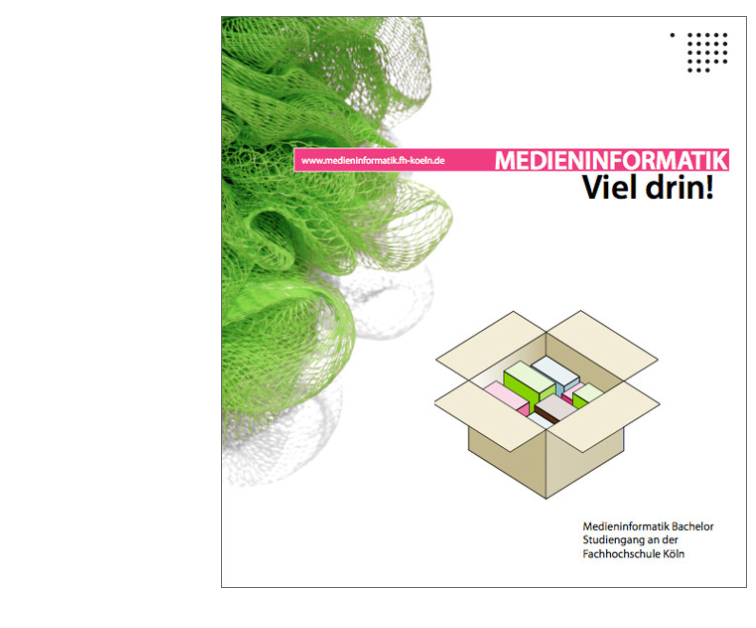 www.medieninformatik.fh-koeln.de
MEDIENINFORMATIK
Viel drin!
Medieninformatik Bachelor
Studiengang an der
Fachhochschule Köln